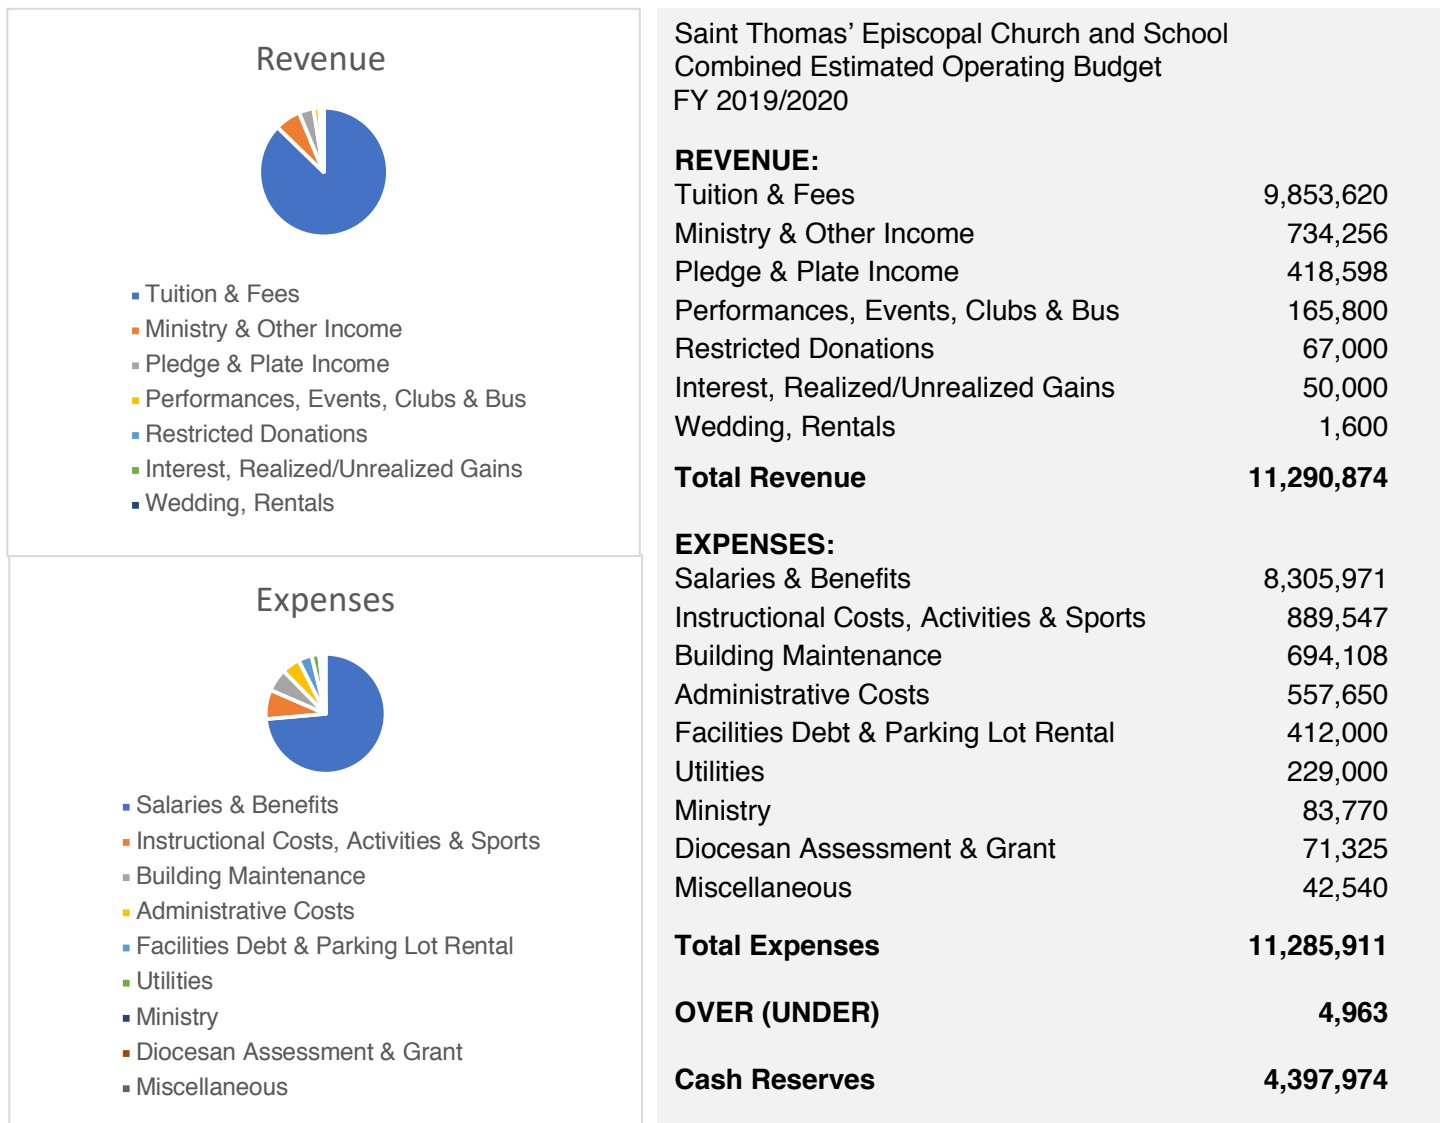 Revenue
Tuition & Fees
Ministry & Other Income
Pledge & Plate Income
Performances, Events, Clubs & Bus
Restricted Donations
Interest, Realized/Unrealized Gains
Wedding, Rentals
Expenses
Salaries & Benefits
Instructional Costs, Activities & Sports
Building Maintenance
Administrative Costs
Facilities Debt & Parking Lot Rental
Utilities
Ministry
Diocesan Assessment & Grant
Miscellaneous
Saint Thomas’ Episcopal Church and School
Combined Estimated Operating Budget
FY 2019/2020
REVENUE:
Tuition & Fees 9,853,620
Ministry & Other Income 734,256
Pledge & Plate Income 418,598
Performances, Events, Clubs & Bus 165,800
Restricted Donations 67,000
Interest, Realized/Unrealized Gains 50,000
Wedding, Rentals 1,600
Total Revenue 11,290,874
EXPENSES:
Salaries & Benefits 8,305,971
Instructional Costs, Activities & Sports 889,547
Building Maintenance 694,108
Administrative Costs 557,650
Facilities Debt & Parking Lot Rental 412,000
Utilities 229,000
Ministry 83,770
Diocesan Assessment & Grant 71,325
Miscellaneous 42,540
Total Expenses 11,285,911
OVER (UNDER) 4,963
Cash Reserves 4,397,974